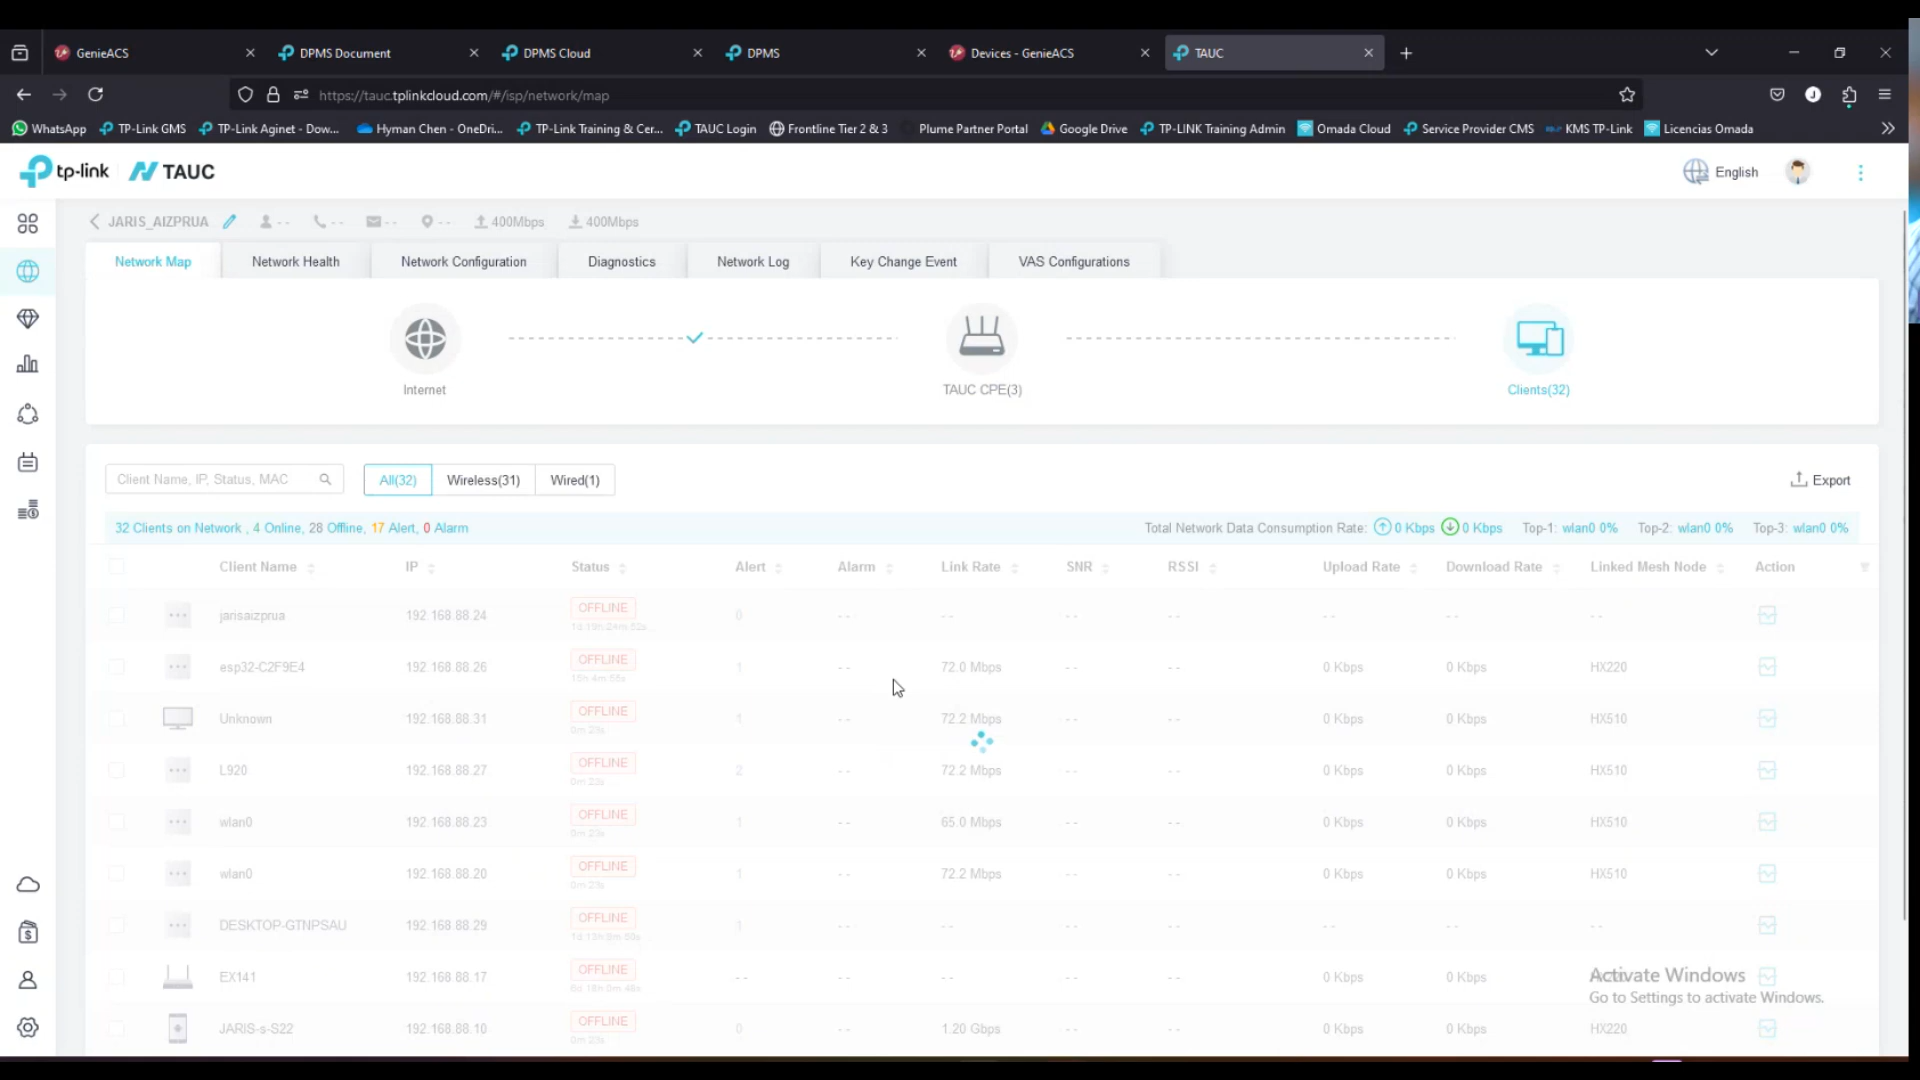 GenieACS
DPMS Document
DPMS Cloud
DPMS
Devices - GenieACS
TAUC
https://tauc.tplinkcloud.com/#/isp/network/map
WhatsApp TP-Link GMS TP-Link Aginet - Dow... Hyman Chen - OneDri... TP-Link Training & Cer... TAUC Login Frontline Tier 2 & 3 Plume Partner Portal Google Drive TP-LINK Training Admin Omada Cloud Service Provider CMS KMS TP-Link Licencias Omada
tp-link TAUC English
JARIS_AIZPRUA -- -- -- -- 400Mbps 400Mbps
Network Map Network Health Network Configuration Diagnostics Network Log Key Change Event VAS Configurations
Internet TAUC CPE(3) Clients(32)
Client Name, IP, Status, MAC All(32) Wireless(31) Wired(1) Export
32 Clients on Network , 4 Online, 28 Offline, 17 Alert, 0 Alarm Total Network Data Consumption Rate: 0 Kbps 0 Kbps Top-1: wlan0 0% Top-2: wlan0 0% Top-3: wlan0 0%
Client Name IP Status Alert Alarm Link Rate SNR RSSI Upload Rate Download Rate Linked Mesh Node Action
jarisaizprua 192.168.88.24 OFFLINE 0 -- -- -- -- -- -- --
1d 19h 24m 52s
esp32-C2F9E4 192.168.88.26 OFFLINE 1 -- 72.0 Mbps -- -- 0 Kbps 0 Kbps HX220
Unknown 192.168.88.31 OFFLINE 1 -- 72.2 Mbps -- -- 0 Kbps 0 Kbps HX510
0m 23s
L920 192.168.88.27 OFFLINE 2 -- 72.2 Mbps -- -- 0 Kbps 0 Kbps HX510
0m 23s
wlan0 192.168.88.23 OFFLINE 1 -- 65.0 Mbps -- -- 0 Kbps 0 Kbps HX510
0m 23s
wlan0 192.168.88.20 OFFLINE 1 -- 72.2 Mbps -- -- 0 Kbps 0 Kbps HX510
0m 23s
DESKTOP-GTNPSAU 192.168.88.29 OFFLINE 1 -- -- -- -- -- -- --
EX141 192.168.88.17 OFFLINE -- -- -- -- -- 0 Kbps 0 Kbps
JARIS-s-S22 192.168.88.10 OFFLINE 0 -- 1.20 Gbps -- -- 0 Kbps 0 Kbps HX220
0m 23s
Activate Windows
Go to Settings to activate Windows.